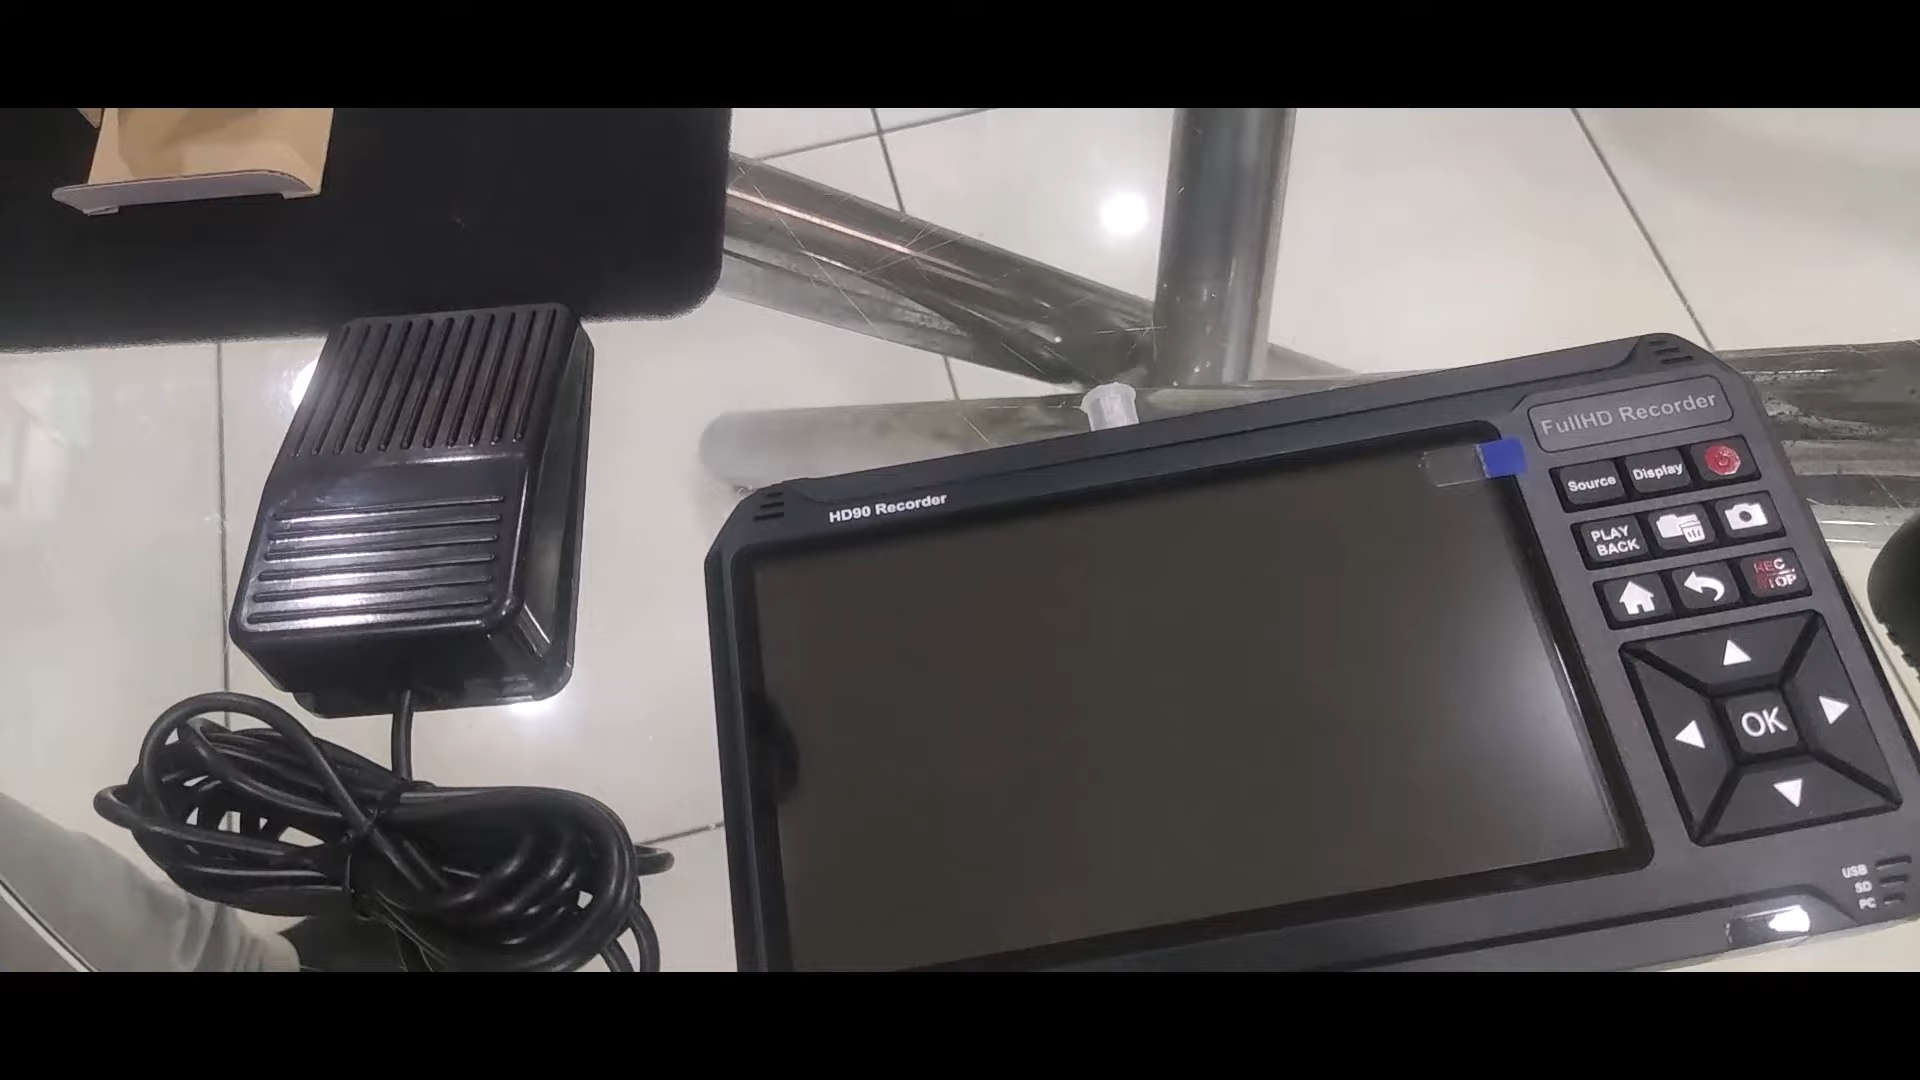 FullHD Recorder
HD90 Recorder
Source
Display
PLAY
BACK
REC
STOP
OK
USB
SD
PC